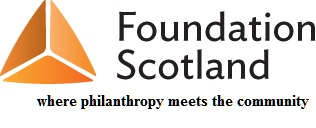 Foundation
Scotland
where philanthropy meets the community